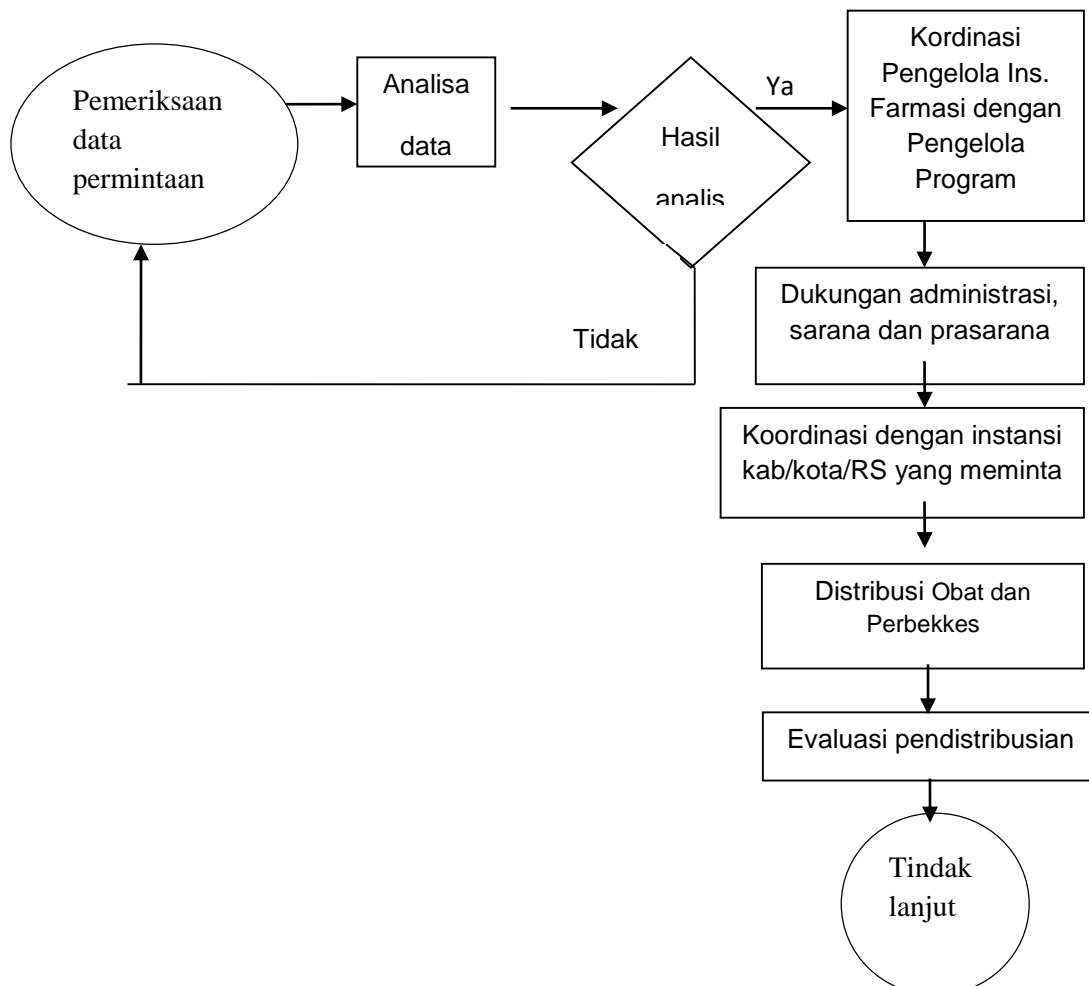 Pemeriksaan
data
permintaan
Analisa
data
Hasil
analis
Ya
Kordinasi
Pengelola Ins.
Farmasi dengan
Pengelola
Program
Dukungan administrasi,
sarana dan prasarana
Tidak
Koordinasi dengan instansi
kab/kota/RS yang meminta
Distribusi Obat dan
Perbekkes
Evaluasi pendistribusian
Tindak
lanjut